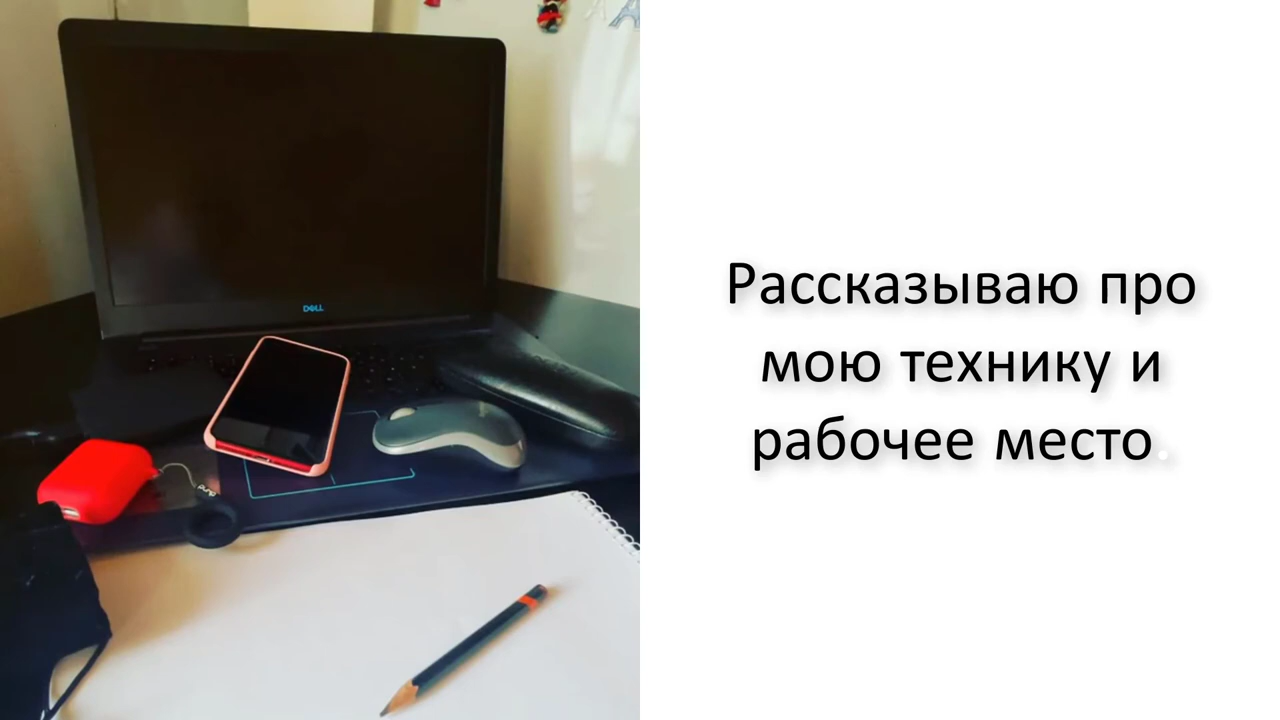 DELL
Рассказываю про
мою технику и
рабочее место.